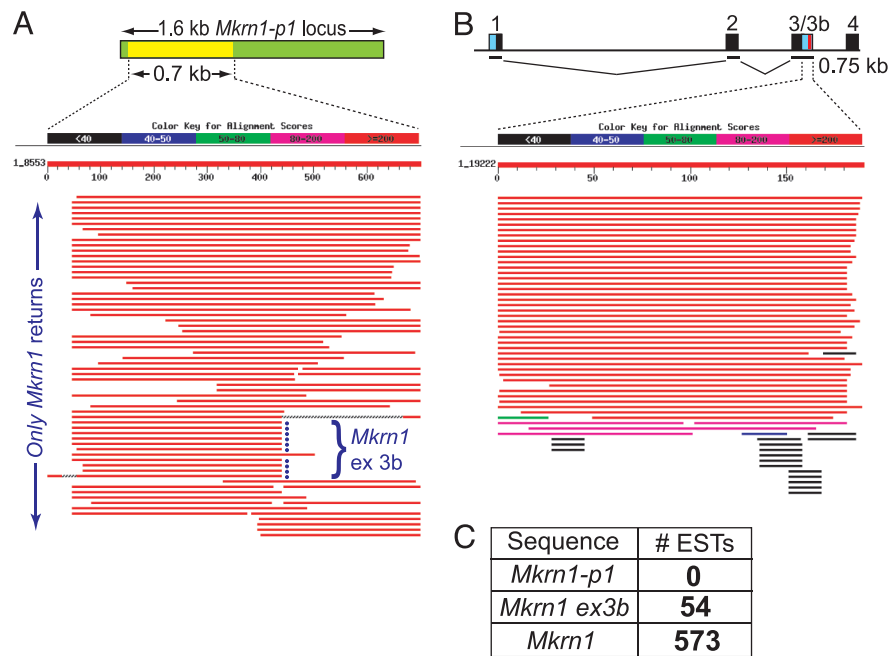 A
1.6 kb Mkrn1-p1 locus
0.7 kb
Color Key for Alignment Scores
<40 40-50 50-80 80-200 >=200
1_8553
0 200 400 600
Only Mkrn1 returns
Mkrn1
ex 3b
B
1 2 3/3b 4
0.75 kb
Color Key for Alignment Scores
<40 40-50 50-80 80-200 >=200
1_19222
0 50 100 150
C
Sequence # ESTs
Mkrn1-p1 0
Mkrn1 ex3b 54
Mkrn1 573